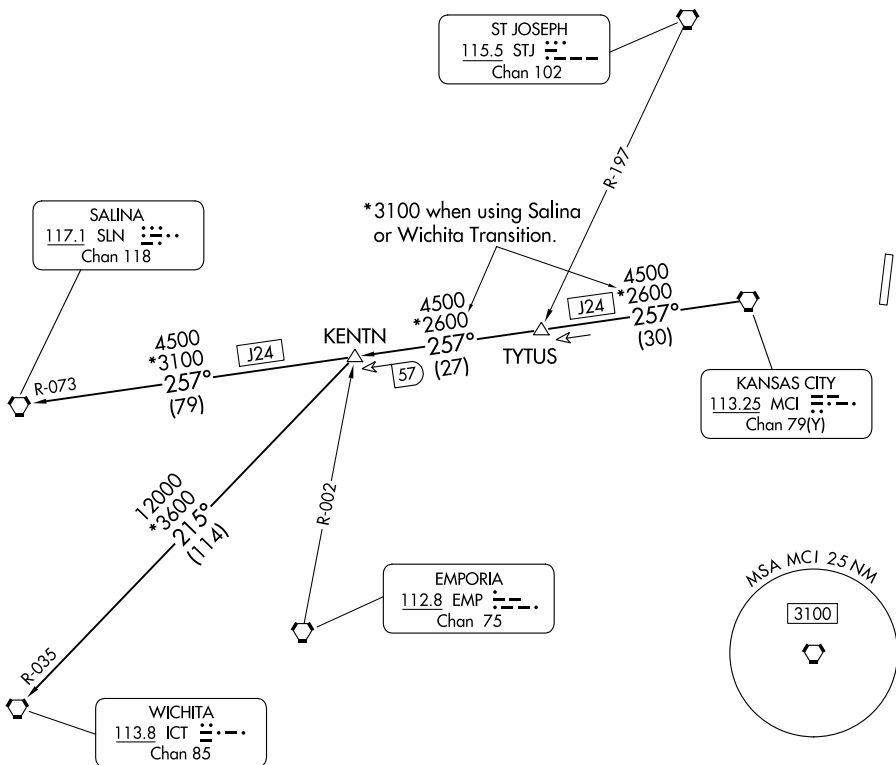 ST JOSEPH
115.5 STJ
Chan 102
R-197
SALINA
117.1 SLN
Chan 118
*3100 when using Salina
or Wichita Transition.
4500
*2600
257°
(30)
J24
4500
*2600
257°
(27)
KENTN
TYTUS
57
4500
*3100
257°
(79)
J24
R-073
KANSAS CITY
113.25 MCI
Chan 79(Y)
12000
*3600
215°
(114)
R-002
R-035
EMPORIA
112.8 EMP
Chan 75
MSA MCI 25 NM
3100
WICHITA
113.8 ICT
Chan 85